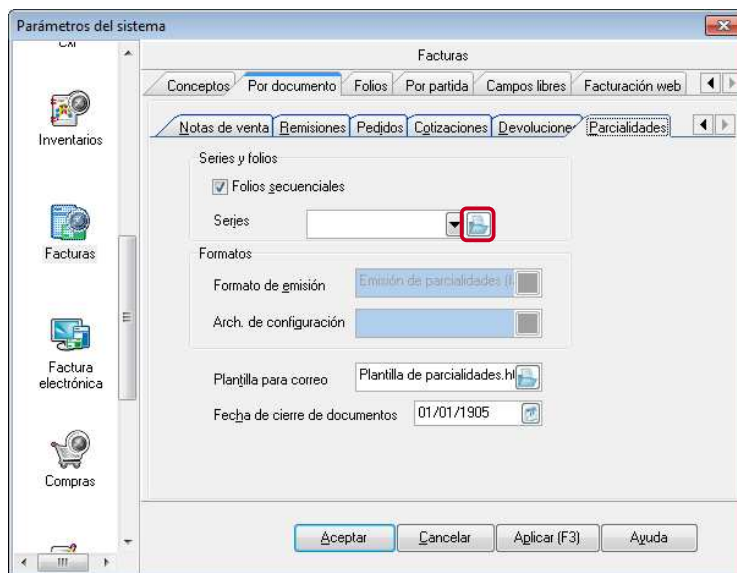 Parámetros del sistema
CxP
Facturas
Conceptos Por documento Folios Por partida Campos libres Facturación web
Inventarios
Notas de venta Remisiones Pedidos Cotizaciones Devolucione Parcialidades
Series y folios
Folios secuenciales
Series
Facturas
Formatos
Formato de emisión Emisión de parcialidades (
Arch. de configuración
Factura
electrónica
Plantilla para correo Plantilla de parcialidades.ht
Fecha de cierre de documentos 01/01/1905
Compras
Aceptar Cancelar Aplicar (F3) Ayuda